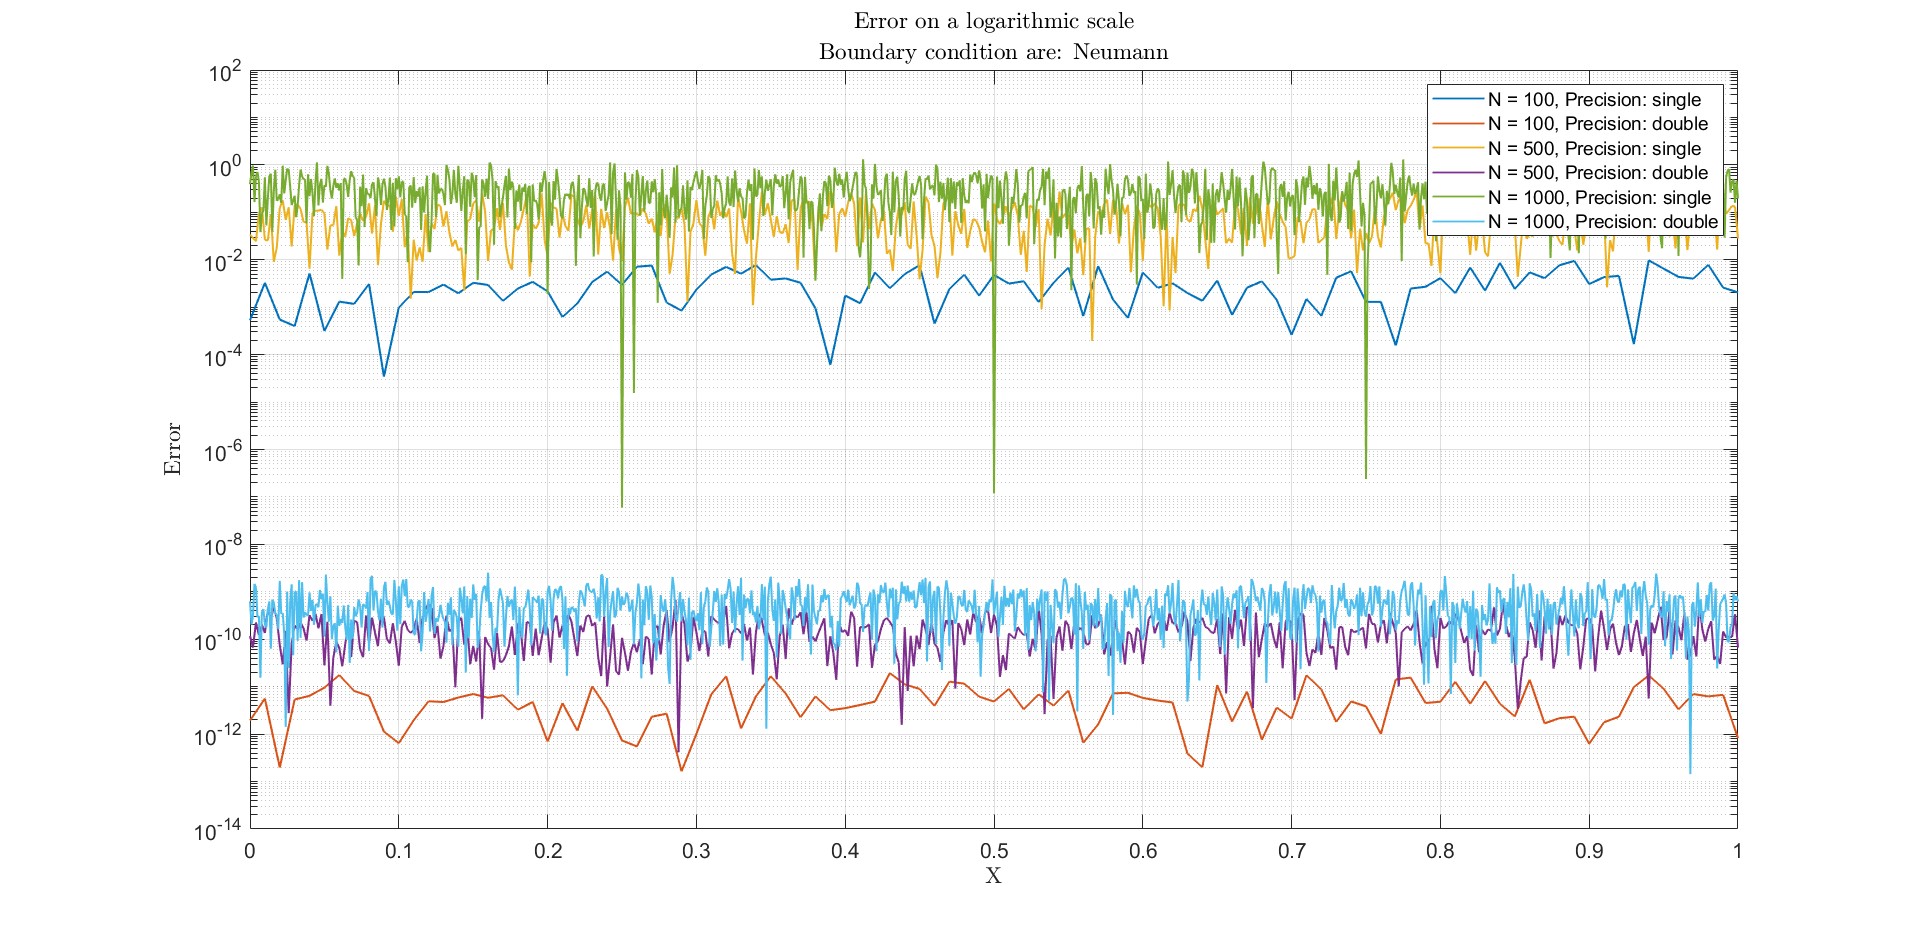 Error on a logarithmic scale
Boundary condition are: Neumann
10^2
10^0
10^-2
10^-4
10^-6
10^-8
10^-10
10^-12
10^-14
Error
N = 100, Precision: single
N = 100, Precision: double
N = 500, Precision: single
N = 500, Precision: double
N = 1000, Precision: single
N = 1000, Precision: double
0 0.1 0.2 0.3 0.4 0.5 0.6 0.7 0.8 0.9 1
X